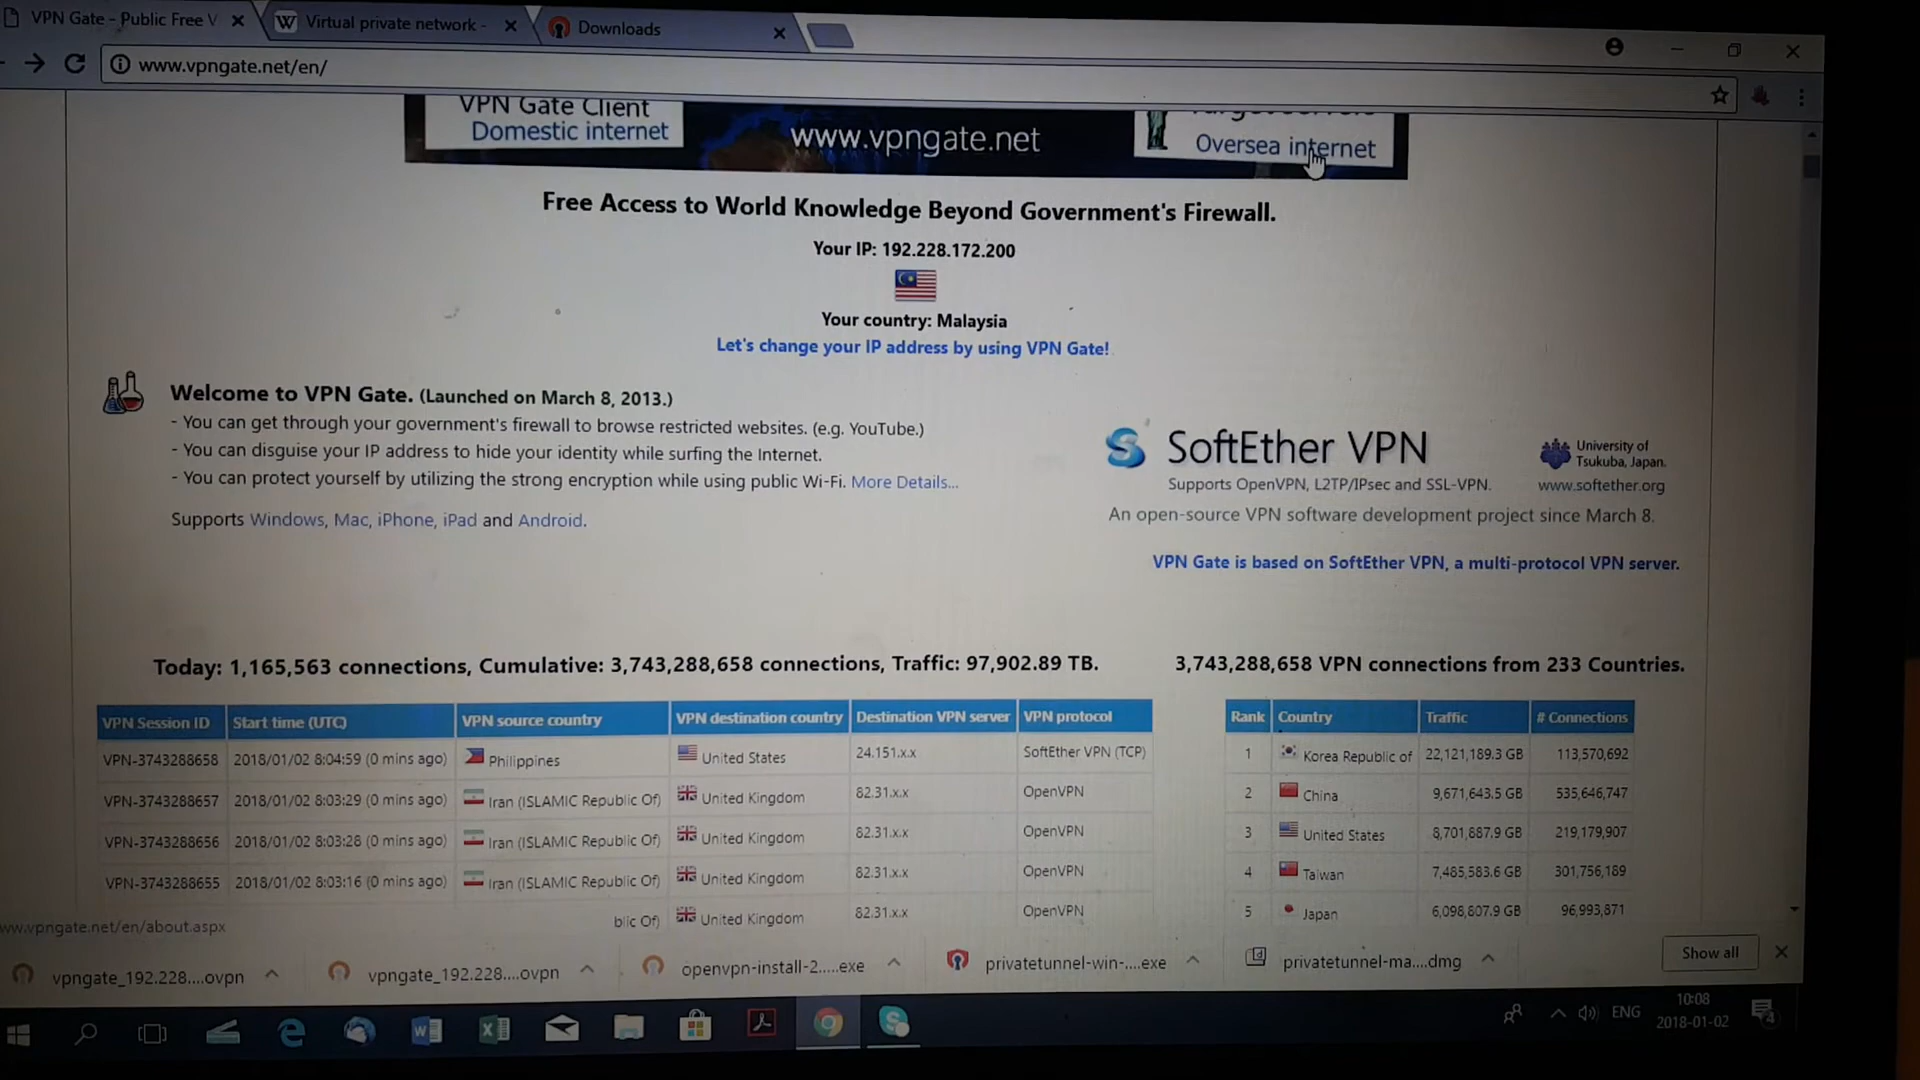 VPN Gate - Public Free V
Virtual private network -
Downloads
www.vpngate.net/en/
VPN Gate Client
Domestic internet
www.vpngate.net
Oversea internet
Free Access to World Knowledge Beyond Government's Firewall.
Your IP: 192.228.172.200
Your country: Malaysia
Let's change your IP address by using VPN Gate!
Welcome to VPN Gate. (Launched on March 8, 2013.)
- You can get through your government's firewall to browse restricted websites. (e.g. YouTube.)
- You can disguise your IP address to hide your identity while surfing the Internet.
- You can protect yourself by utilizing the strong encryption while using public Wi-Fi. More Details...
Supports Windows, Mac, iPhone, iPad and Android.
SoftEther VPN
Supports OpenVPN, L2TP/IPsec and SSL-VPN.
University of
Tsukuba, Japan.
www.softether.org
An open-source VPN software development project since March 8.
VPN Gate is based on SoftEther VPN, a multi-protocol VPN server.
Today: 1,165,563 connections, Cumulative: 3,743,288,658 connections, Traffic: 97,902.89 TB.
VPN Session ID Start time (UTC) VPN source country VPN destination country Destination VPN server VPN protocol
VPN-3743288658 2018/01/02 8:04:59 (0 mins ago) Philippines United States 24.151.x.x SoftEther VPN (TCP)
VPN-3743288657 2018/01/02 8:03:29 (0 mins ago) Iran (ISLAMIC Republic Of) United Kingdom 82.31.x.x OpenVPN
VPN-3743288656 2018/01/02 8:03:28 (0 mins ago) Iran (ISLAMIC Republic Of) United Kingdom 82.31.x.x OpenVPN
VPN-3743288655 2018/01/02 8:03:16 (0 mins ago) Iran (ISLAMIC Republic Of) United Kingdom 82.31.x.x OpenVPN
blic Of) United Kingdom 82.31.x.x OpenVPN
3,743,288,658 VPN connections from 233 Countries.
Rank Country Traffic # Connections
1 Korea Republic of 22,121,189.3 GB 113,570,692
2 China 9,671,643.5 GB 535,646,747
3 United States 8,701,887.9 GB 219,179,907
4 Taiwan 7,485,583.6 GB 301,756,189
5 Japan 6,098,607.9 GB 96,993,871
ww.vpngate.net/en/about.aspx
vpngate_192.228....ovpn
vpngate_192.228....ovpn
openvpn-install-2.....exe
privatetunnel-win-....exe
privatetunnel-ma....dmg
Show all
ENG
10:08
2018-01-02
4